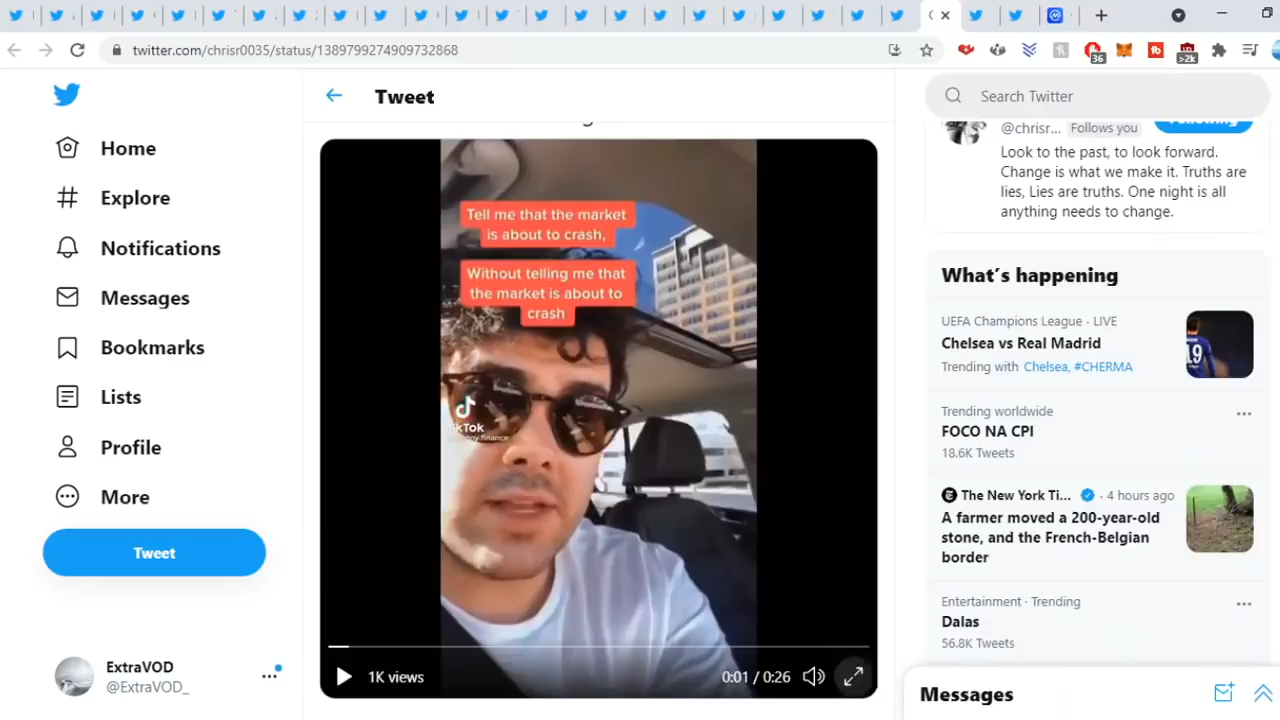 twitter.com/chrisr0035/status/1389799274909732868
36
>2k
Home
Explore
Notifications
Messages
Bookmarks
Lists
Profile
More
Tweet
ExtraVOD
@ExtraVOD_
Tweet
Tell me that the market
is about to crash,
Without telling me that
the market is about to
crash
TikTok
1K views
0:01 / 0:26
Search Twitter
@chrisr... Follows you
Following
Look to the past, to look forward.
Change is what we make it. Truths are
lies, Lies are truths. One night is all
anything needs to change.
What's happening
UEFA Champions League · LIVE
Chelsea vs Real Madrid
19
Trending with Chelsea, #CHERMA
Trending worldwide
FOCO NA CPI
18.6K Tweets
The New York Ti... · 4 hours ago
A farmer moved a 200-year-old
stone, and the French-Belgian
border
Entertainment · Trending
Dalas
56.8K Tweets
Messages